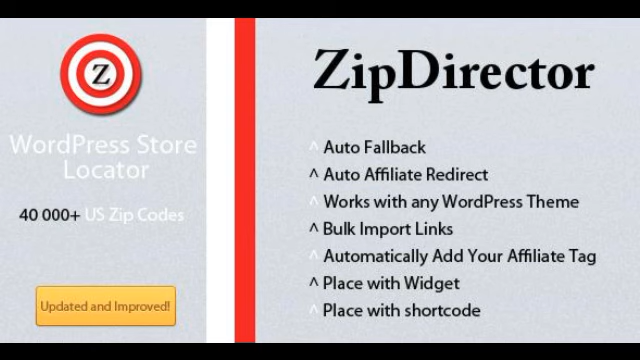 Z
WordPress Store
Locator
40 000+ US Zip Codes
Updated and Improved!
ZipDirector
^ Auto Fallback
^ Auto Affiliate Redirect
^ Works with any WordPress Theme
^ Bulk Import Links
^ Automatically Add Your Affiliate Tag
^ Place with Widget
^ Place with shortcode